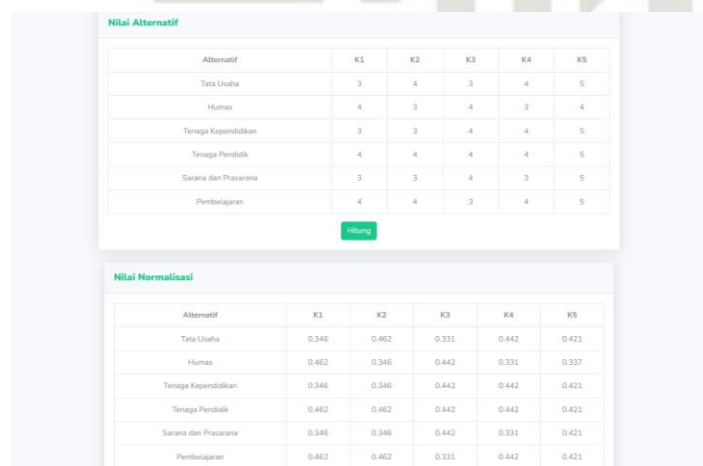 Nilai Alternatif
Alternatif K1 K2 K3 K4 K5
Tata Usaha 3 4 3 4 5
Humas 4 3 4 3 4
Tenaga Kependidikan 3 3 4 4 5
Tenaga Pendidik 4 4 4 4 5
Sarana dan Prasarana 3 3 4 3 5
Pembelajaran 4 4 3 4 5
Hitung
Nilai Normalisasi
Alternatif K1 K2 K3 K4 K5
Tata Usaha 0.346 0.462 0.331 0.442 0.421
Humas 0.462 0.346 0.442 0.331 0.337
Tenaga Kependidikan 0.346 0.346 0.442 0.442 0.421
Tenaga Pendidik 0.462 0.462 0.442 0.442 0.421
Sarana dan Prasarana 0.346 0.346 0.442 0.331 0.421
Pembelajaran 0.462 0.462 0.331 0.442 0.421